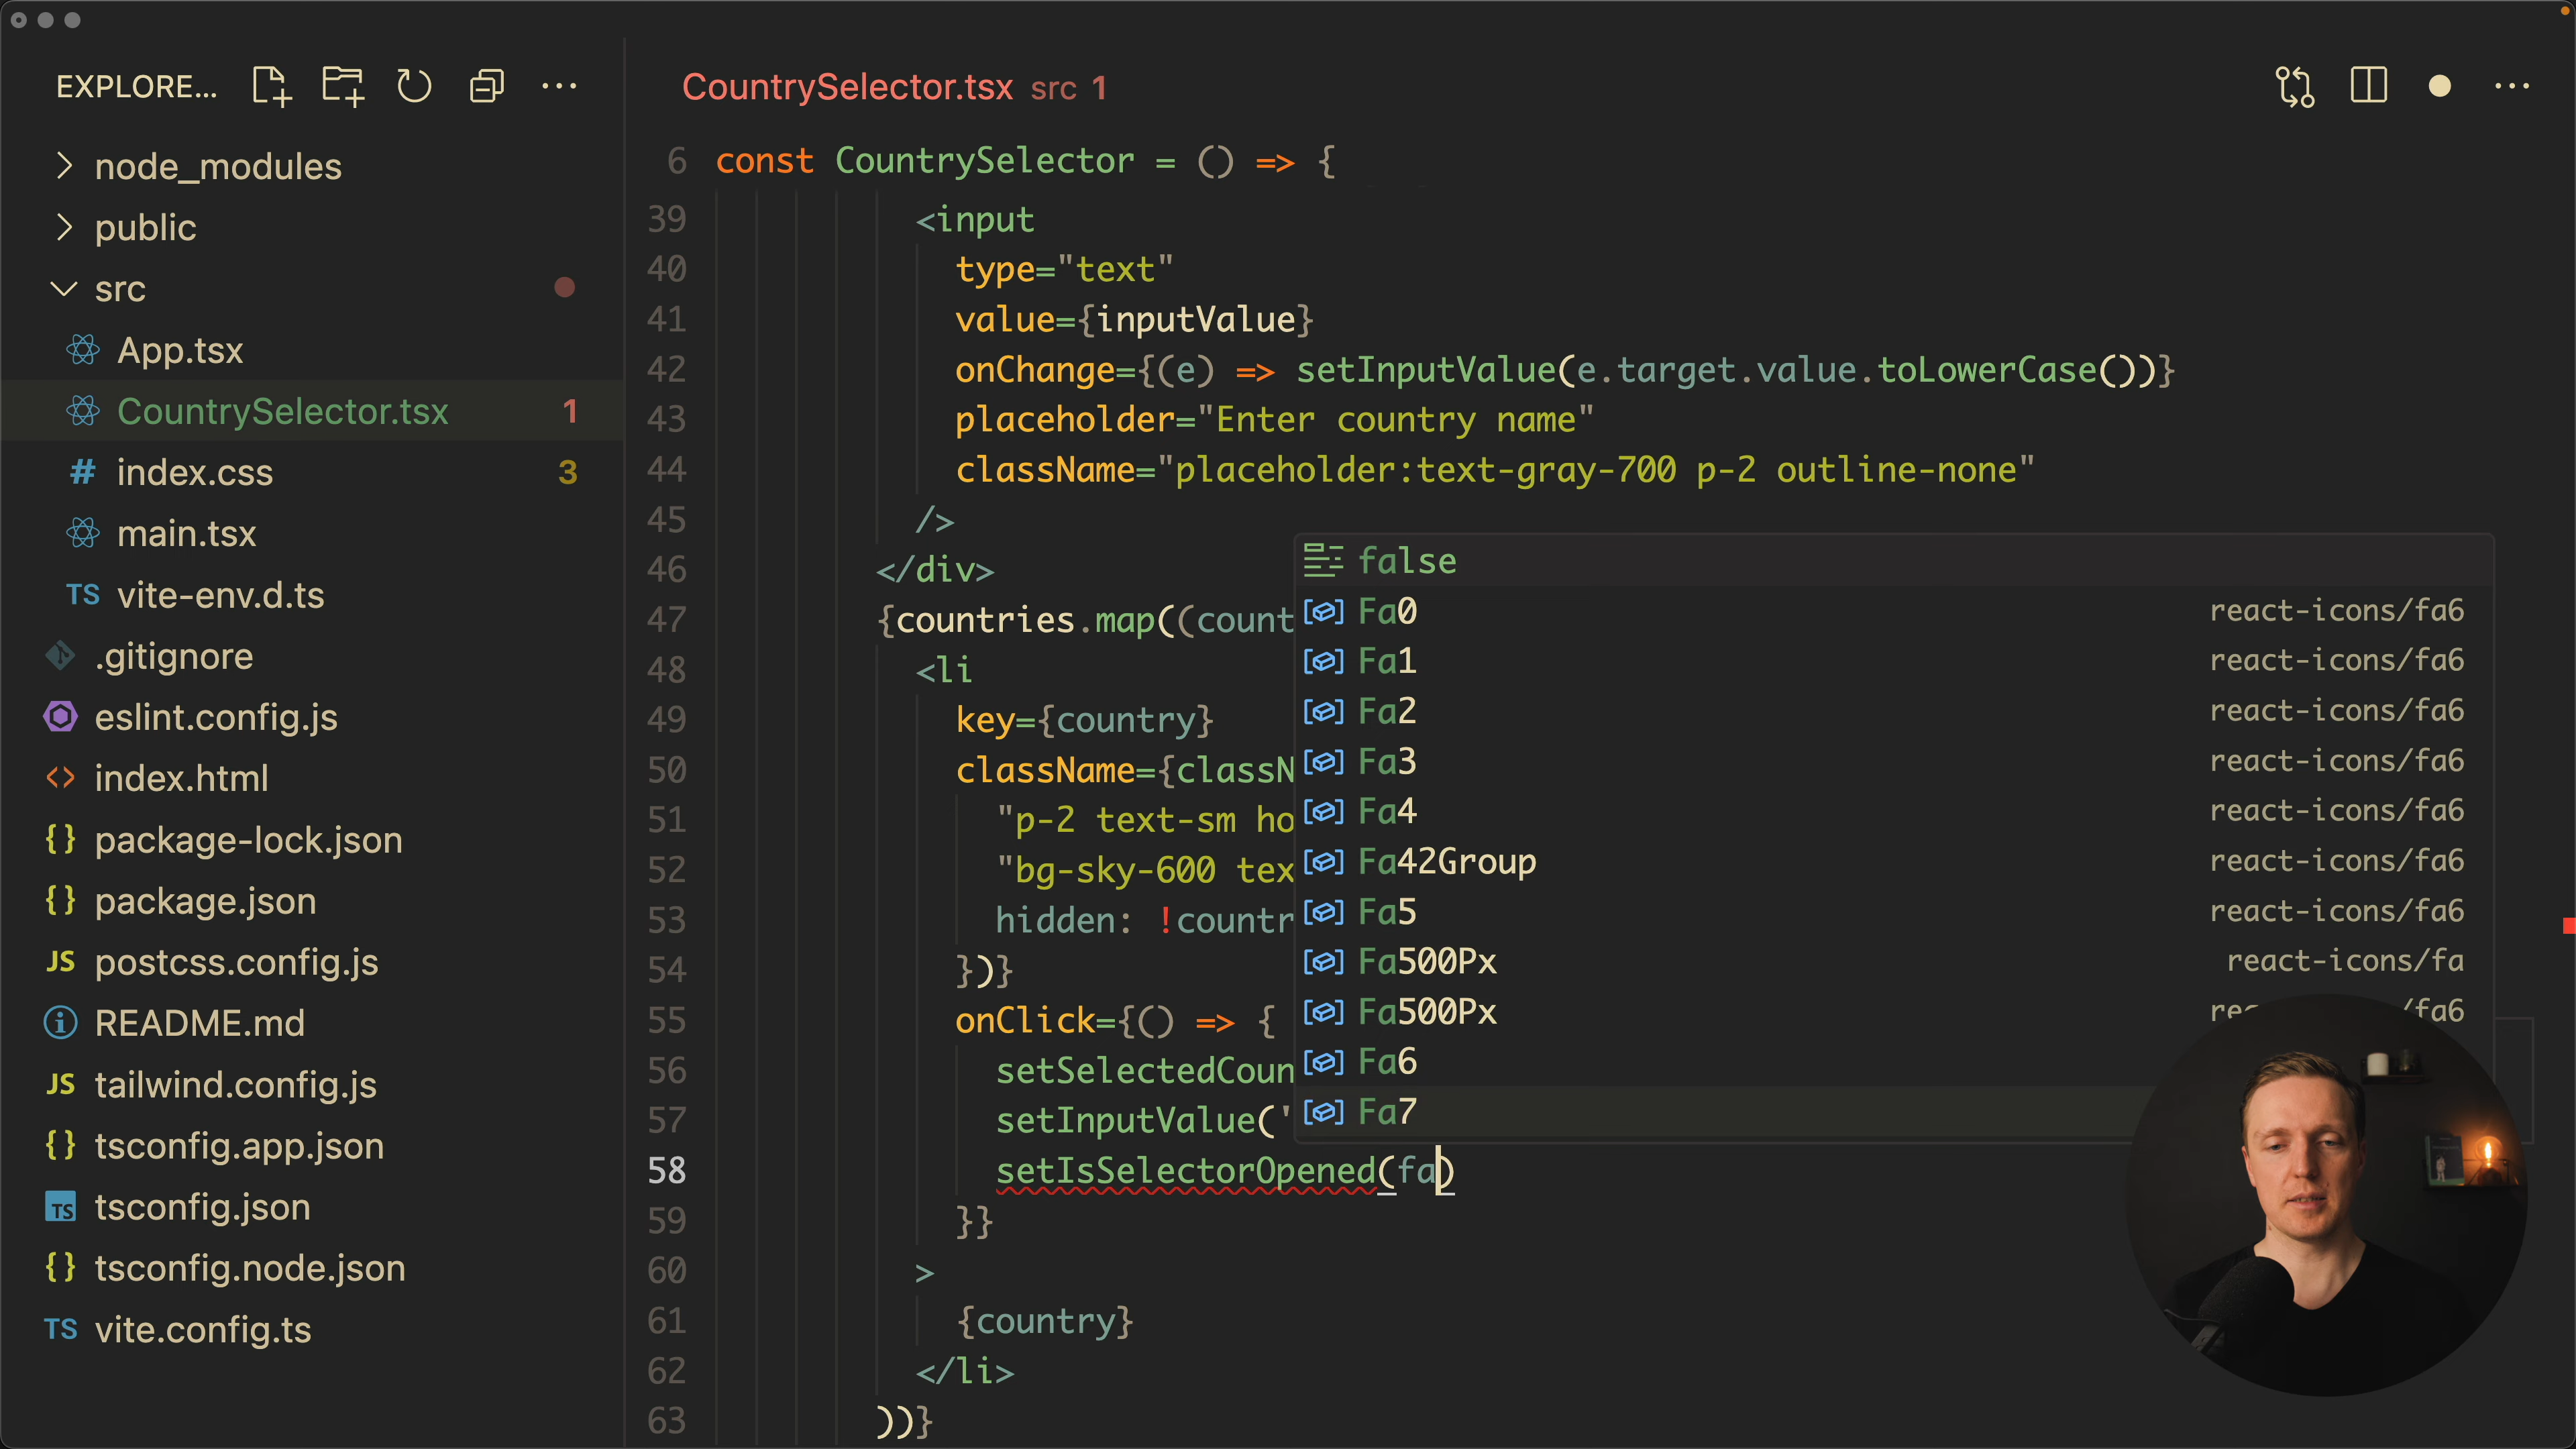 EXPLORE...
node_modules
public
src
App.tsx
CountrySelector.tsx 1
# index.css 3
main.tsx
TS vite-env.d.ts
.gitignore
eslint.config.js
<> index.html
{} package-lock.json
{} package.json
JS postcss.config.js
README.md
JS tailwind.config.js
{} tsconfig.app.json
TS tsconfig.json
{} tsconfig.node.json
TS vite.config.ts
CountrySelector.tsx src 1
6 const CountrySelector = () => {
39 <input
40 type="text"
41 value={inputValue}
42 onChange={(e) => setInputValue(e.target.value.toLowerCase())}
43 placeholder="Enter country name"
44 className="placeholder:text-gray-700 p-2 outline-none"
45 />
46 </div>
47 {countries.map((count
48 <li
49 key={country}
50 className={classN
51 "p-2 text-sm ho
52 "bg-sky-600 tex
53 hidden: !countr
54 })}
55 onClick={() => {
56 setSelectedCoun
57 setInputValue("
58 setIsSelectorOpened(fa)
59 }}
60 >
61 {country}
62 </li>
63 ))}
false
Fa0 react-icons/fa6
Fa1 react-icons/fa6
Fa2 react-icons/fa6
Fa3 react-icons/fa6
Fa4 react-icons/fa6
Fa42Group react-icons/fa6
Fa5 react-icons/fa6
Fa500Px react-icons/fa
Fa500Px /fa6
Fa6
Fa7